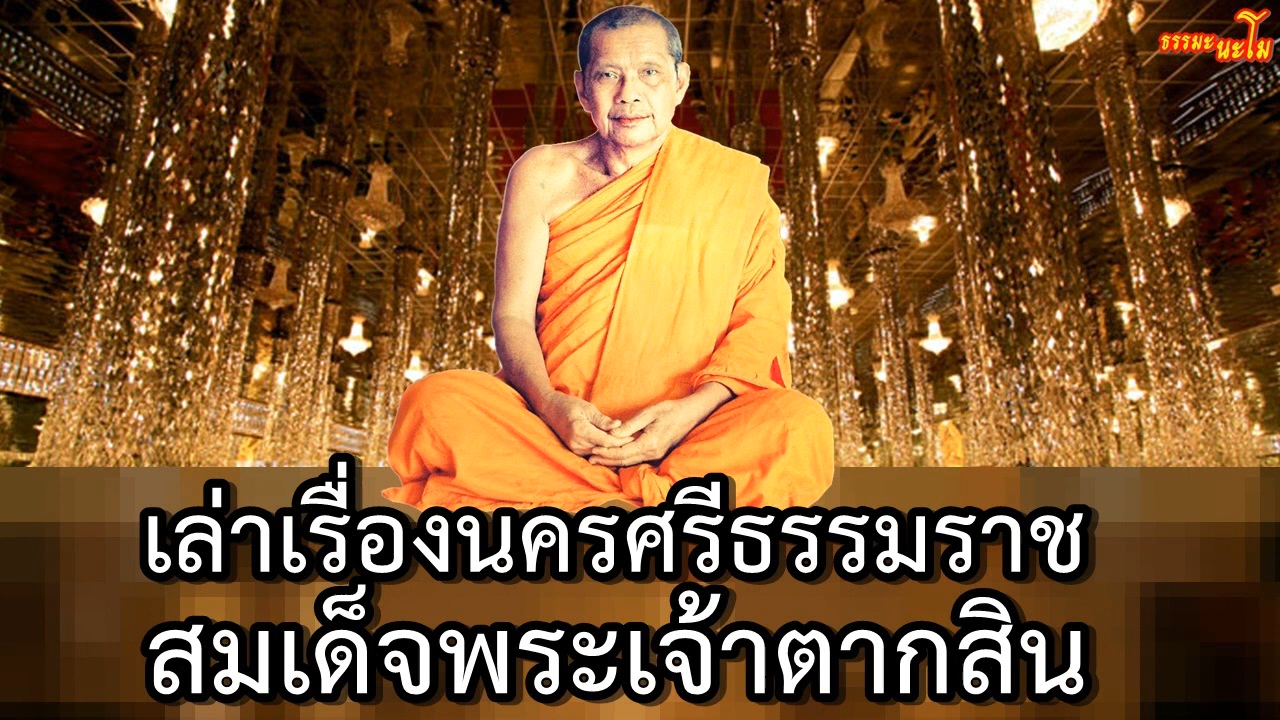 ธรรมะนะโม
เล่าเรื่องนครศรีธรรมราช
สมเด็จพระเจ้าตากสิน